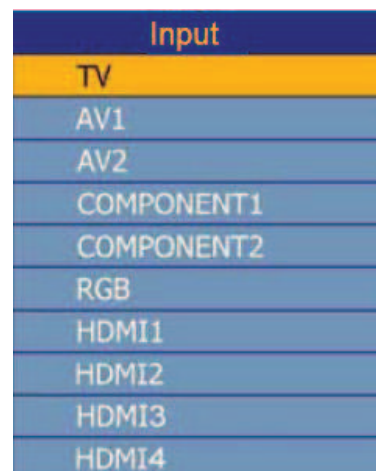 Input
TV
AV1
AV2
COMPONENT1
COMPONENT2
RGB
HDMI1
HDMI2
HDMI3
HDMI4